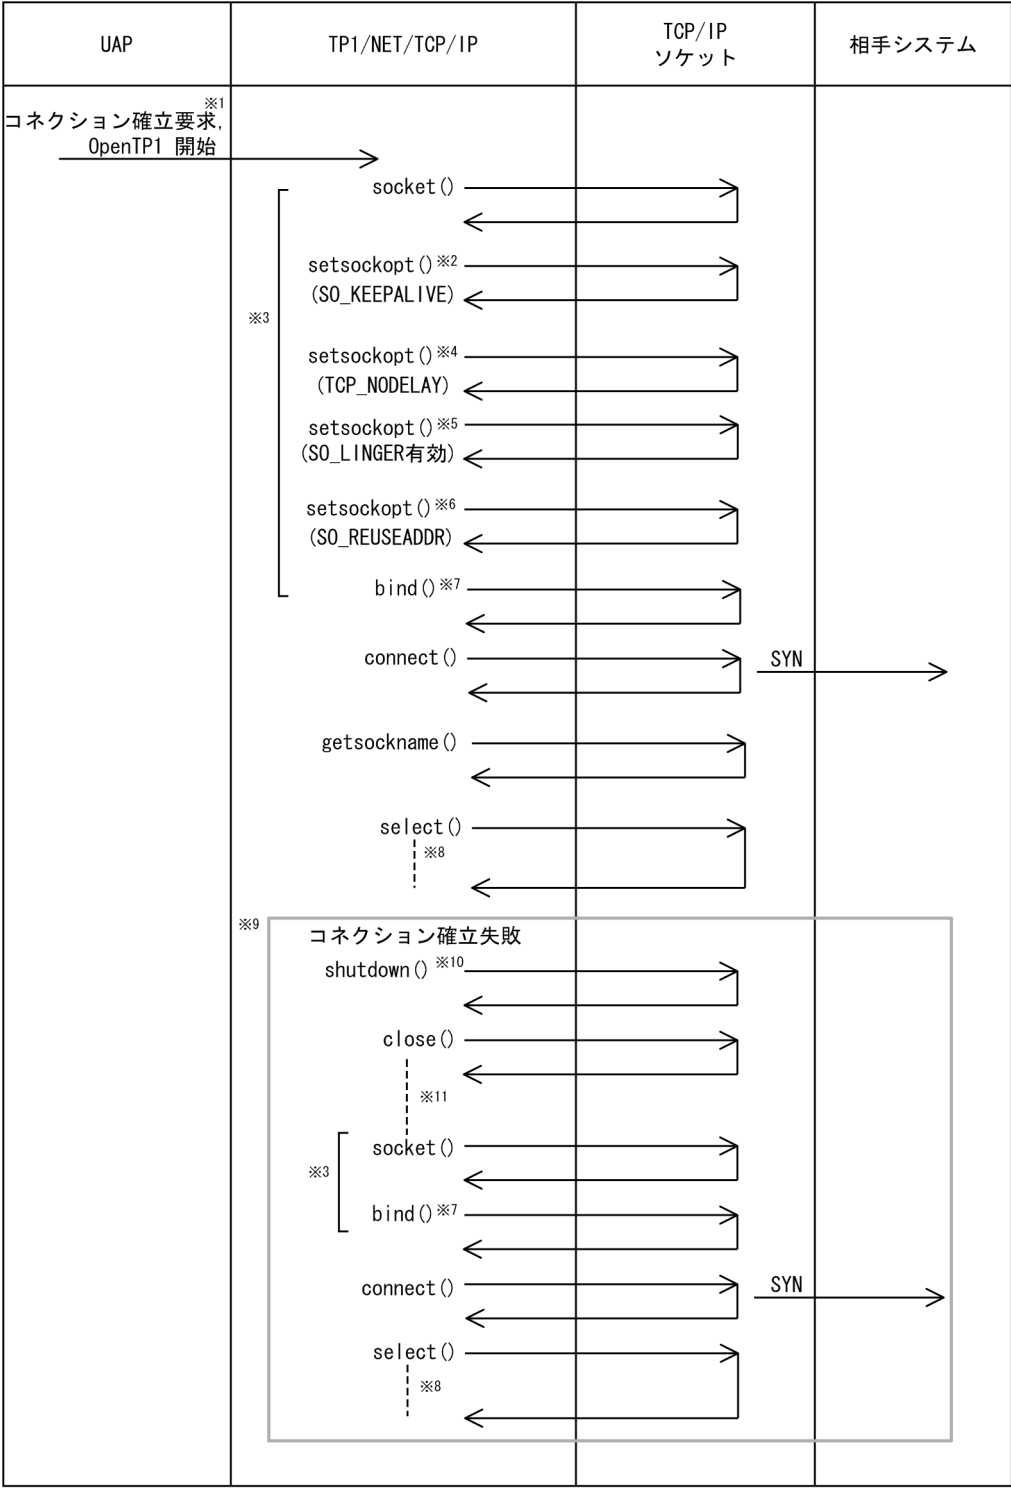 UAP
TP1/NET/TCP/IP
TCP/IP
ソケット
相手システム
※1
コネクション確立要求,
OpenTP1 開始
socket()
setsockopt()※2
(SO_KEEPALIVE)
※3
setsockopt()※4
(TCP_NODELAY)
setsockopt()※5
(SO_LINGER有効)
setsockopt()※6
(SO_REUSEADDR)
bind()※7
connect()
SYN
getsockname()
select()
※8
※9
コネクション確立失敗
shutdown()※10
close()
※11
socket()
※3
bind()※7
connect()
SYN
select()
※8